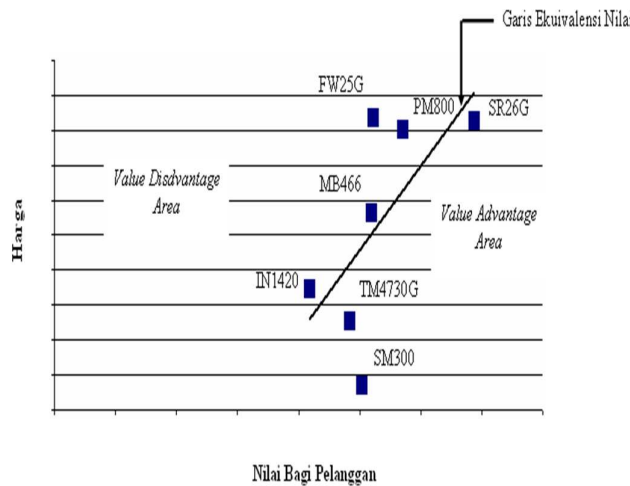 Garis Ekuivalensi Nilai
FW25G
PM800
SR26G
Value Disdvantage
Area
MB466
Value Advantage
Area
Harga
IN1420
TM4730G
SM300
Nilai Bagi Pelanggan